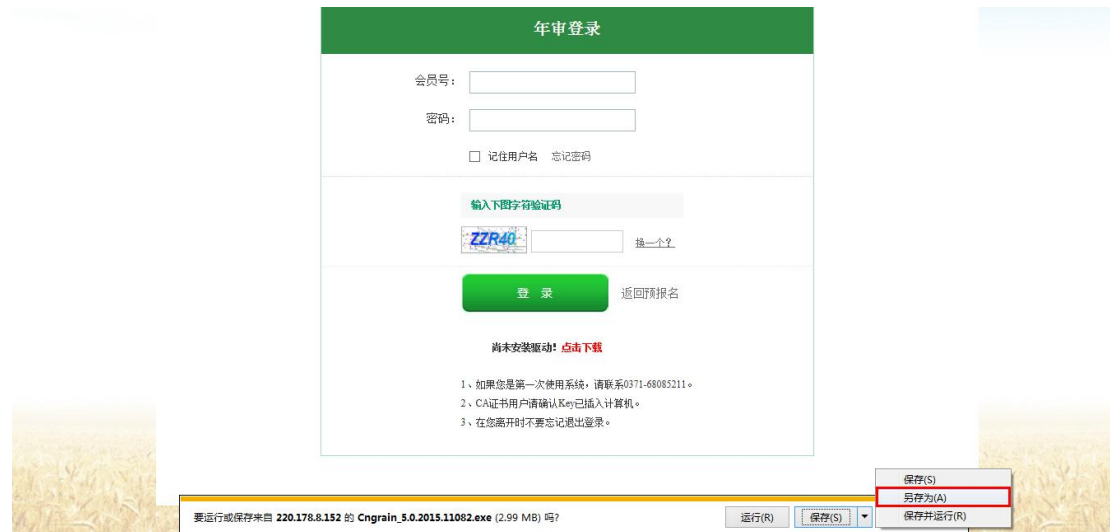 年审登录
会员号：
密码：
记住用户名 忘记密码
输入下图字符验证码
ZZR40 换一个？
登 录 返回预报名
尚未安装驱动！点击下载
1、如果您是第一次使用系统，请联系0371-68085211。
2、CA证书用户请确认Key已插入计算机。
3、在您离开时不要忘记退出登录。
保存(S)
另存为(A)
保存并运行(R)
要运行或保存来自 220.178.8.152 的 Cngrain_5.0.2015.11082.exe (2.99 MB) 吗? 运行(R) 保存(S)